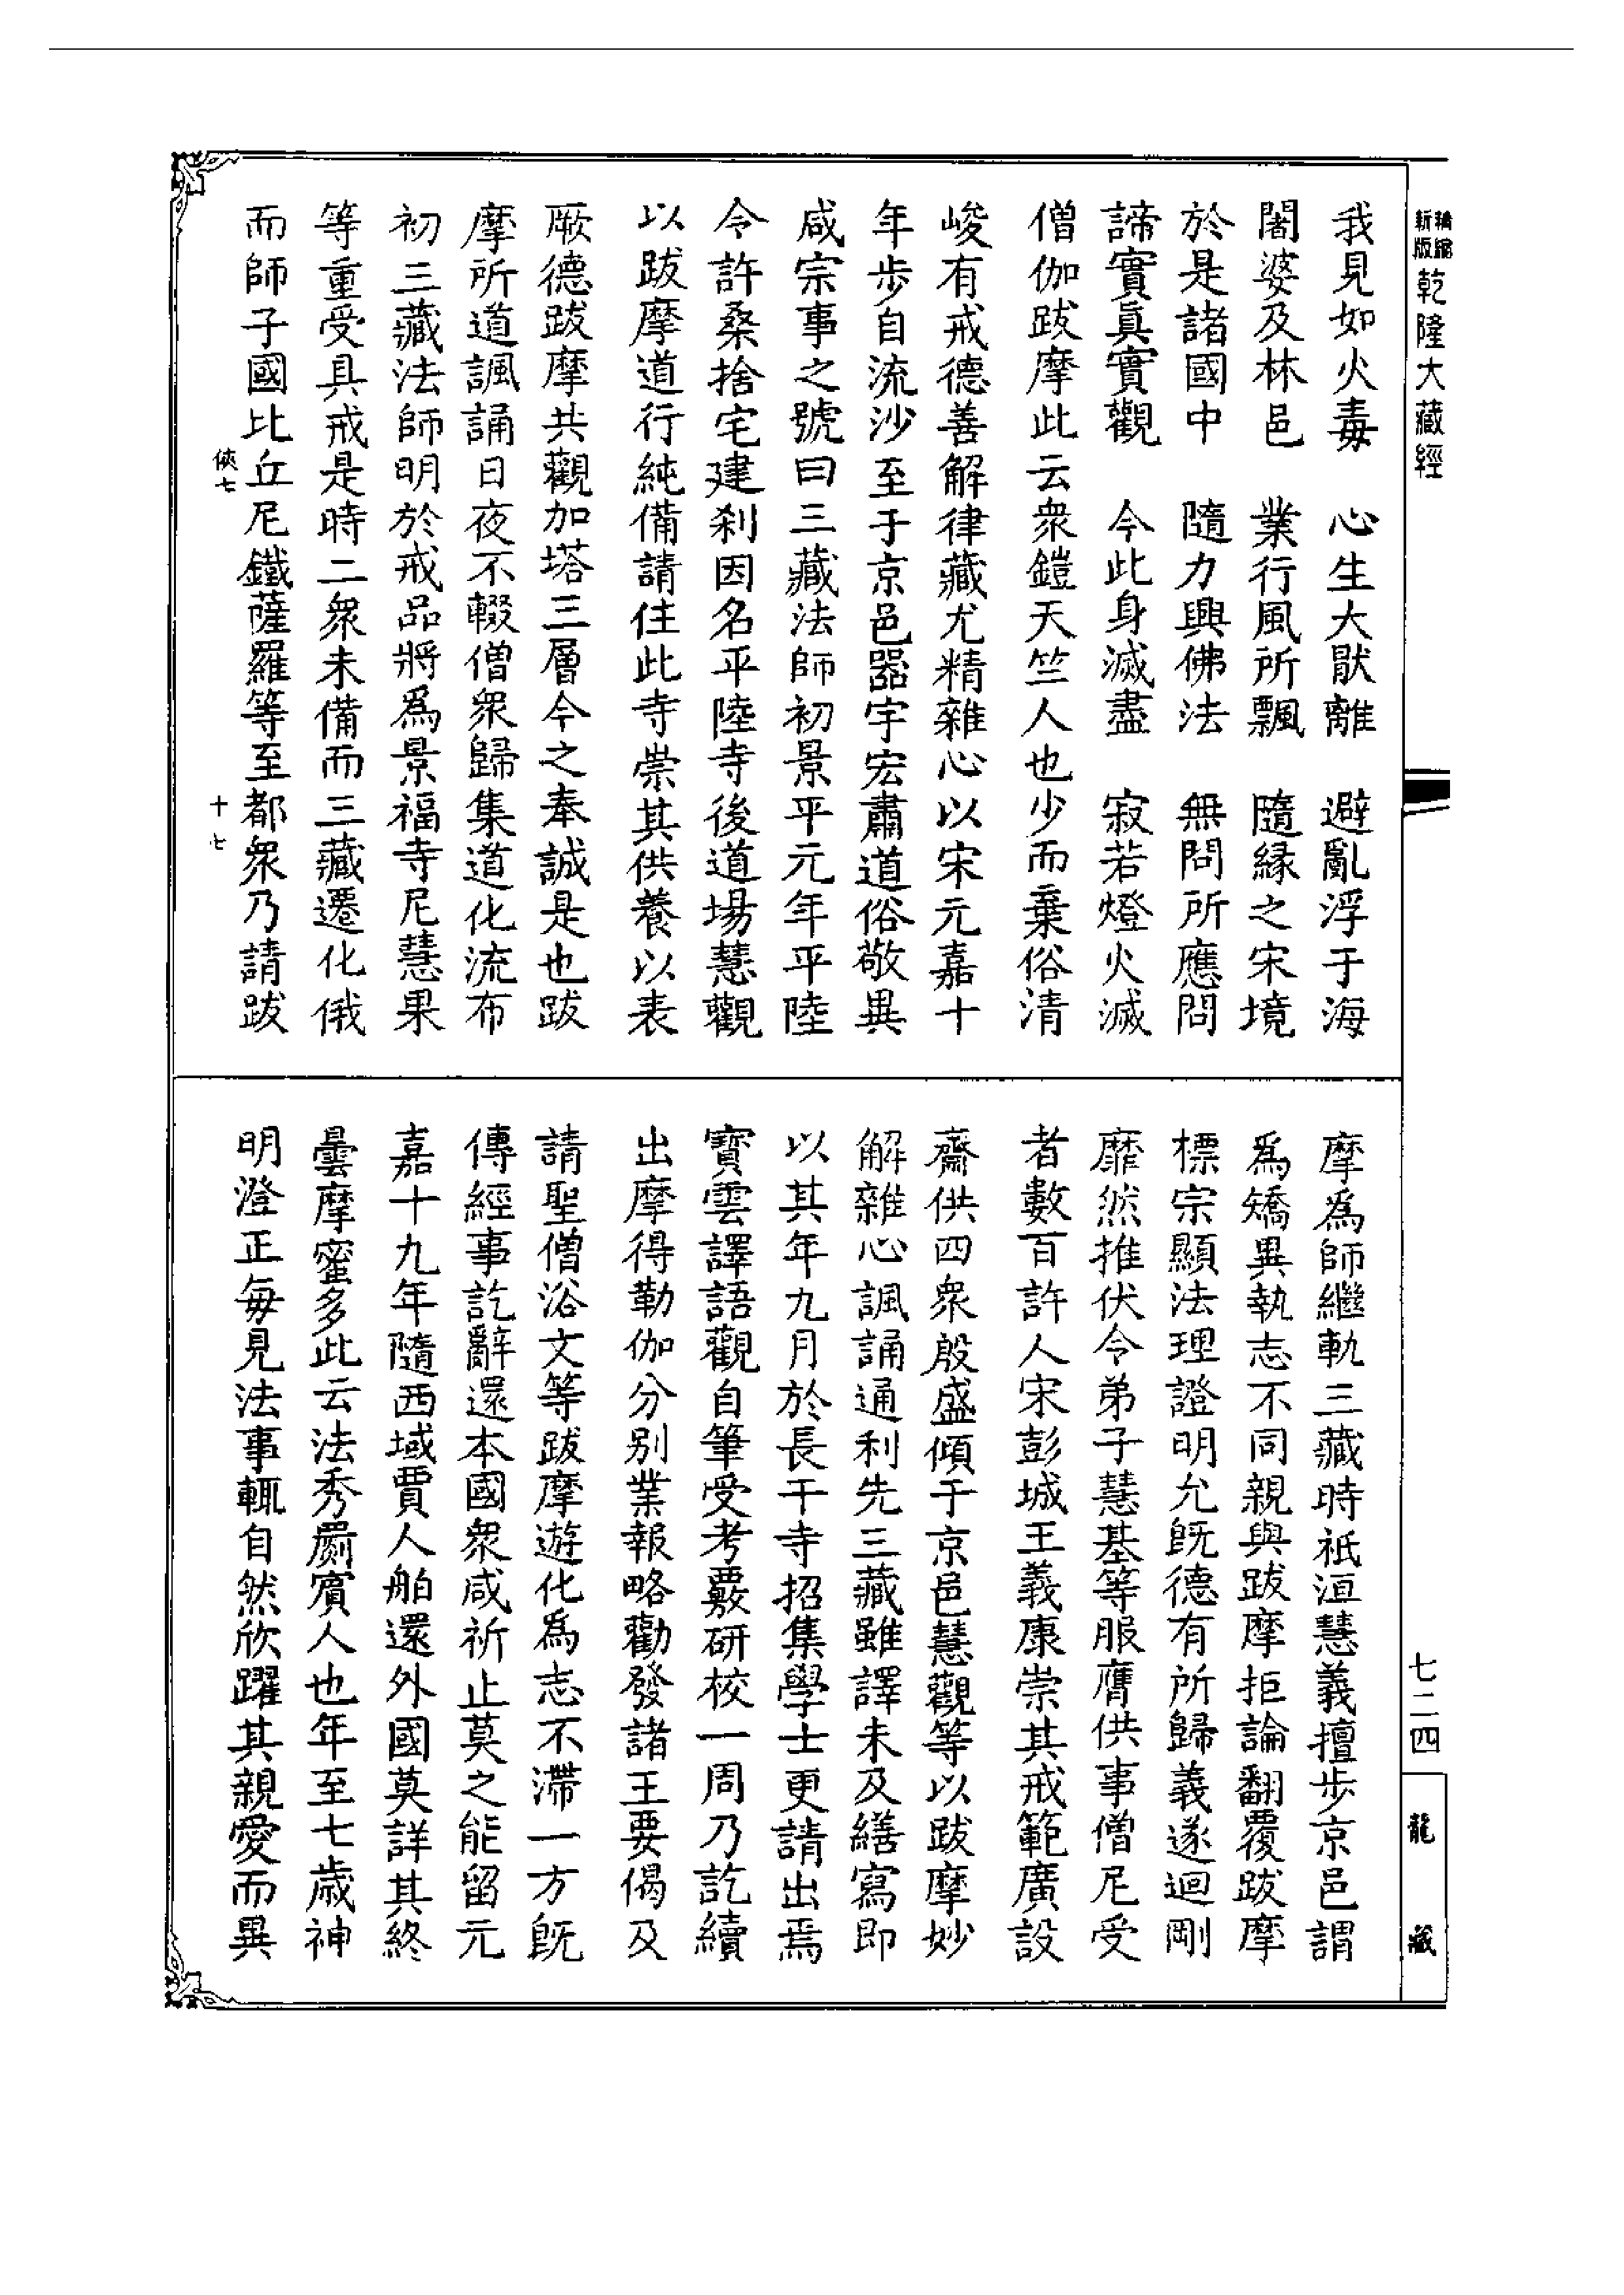 新版精縮乾隆大藏經
我見如火毒　心生大猒離　避亂浮于海
闍婆及林邑　業行風所飄　隨緣之宋境
於是諸國中　隨力興佛法　無問所應問
諦實眞實觀　今此身滅盡　寂若燈火滅
僧伽跋摩此云衆鎧天竺人也少而棄俗清
峻有戒德善解律藏尤精雜心以宋元嘉十
年步自流沙至于京邑器宇宏肅道俗敬異
咸宗事之號曰三藏法師初景平元年平陸
令許桑捨宅建刹因名平陸寺後道場慧觀
以跋摩道行純備請住此寺崇其供養以表
厥德跋摩共觀加塔三層今之奉誠是也跋
摩所道諷誦日夜不輟僧衆歸集道化流布
初三藏法師明於戒品將爲景福寺尼慧果
等重受具戒是時二衆未備而三藏遷化俄
而師子國比丘尼鐵薩羅等至都衆乃請跋
俠七
十七
摩爲師繼軌三藏時祇洹慧義擅步京邑謂
爲矯異執志不同親與跋摩拒論翻覆跋摩
標宗顯法理證明允旣德有所歸義遂迴剛
靡然推伏令弟子慧基等服膺供事僧尼受
者數百許人宋彭城王義康崇其戒範廣設
齋供四衆殷盛傾于京邑慧觀等以跋摩妙
解雜心諷誦通利先三藏雖譯未及繕寫即
以其年九月於長干寺招集學士更請出焉
寶雲譯語觀自筆受考覈研校一周乃訖續
出摩得勒伽分别業報略勸發諸王要偈及
請聖僧浴文等跋摩遊化爲志不滯一方旣
傳經事訖辭還本國衆咸祈止莫之能留元
嘉十九年隨西域賈人舶還外國莫詳其終
曇摩蜜多此云法秀罽賓人也年至七歲神
明澄正每見法事輒自然欣躍其親愛而異
七二四
龍藏